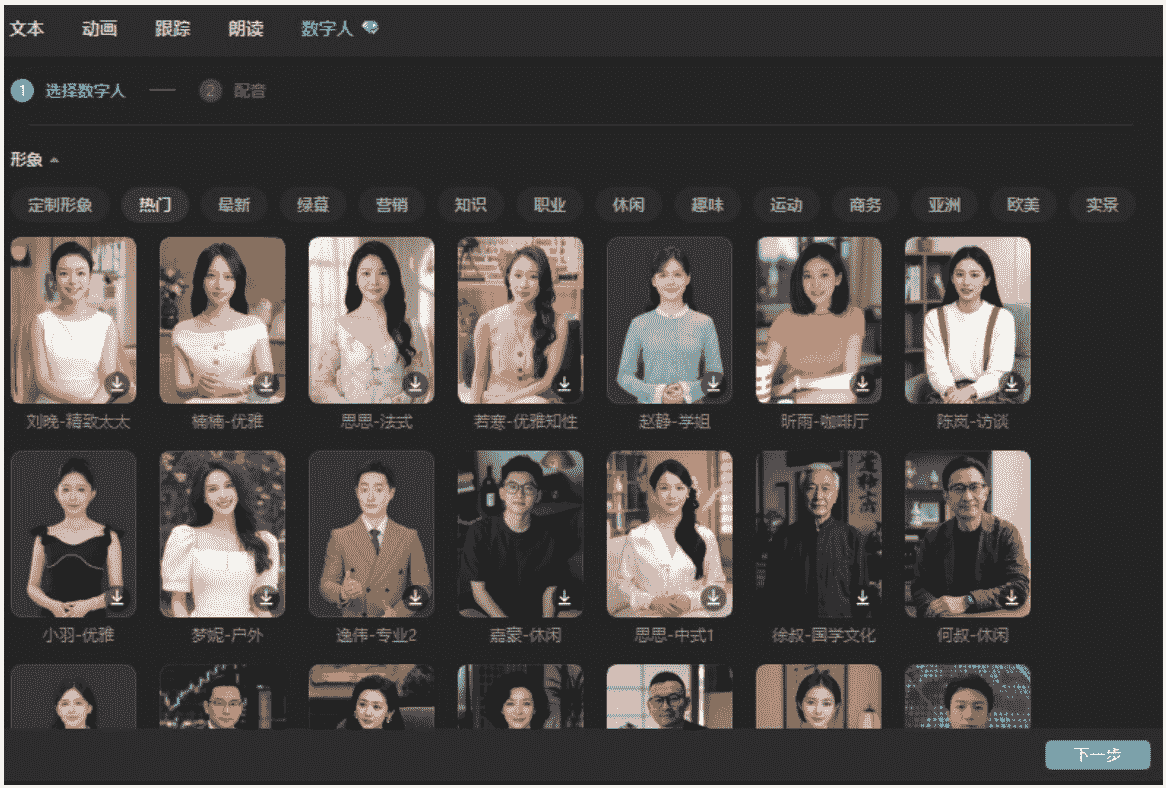 文本 动画 跟踪 朗读 数字人
1 选择数字人 2 配音
形象
定制形象 热门 最新 绿幕 营销 知识 职业 休闲 趣味 运动 商务 亚洲 欧美 实景
刘晚-精致太太 楠楠-优雅 思思-法式 若寒-优雅知性 赵静-学姐 昕雨-咖啡厅 陈岚-访谈
小羽-优雅 梦妮-户外 逸伟-专业2 嘉豪-休闲 思思-中式1 徐叔-国学文化 何叔-休闲
下一步